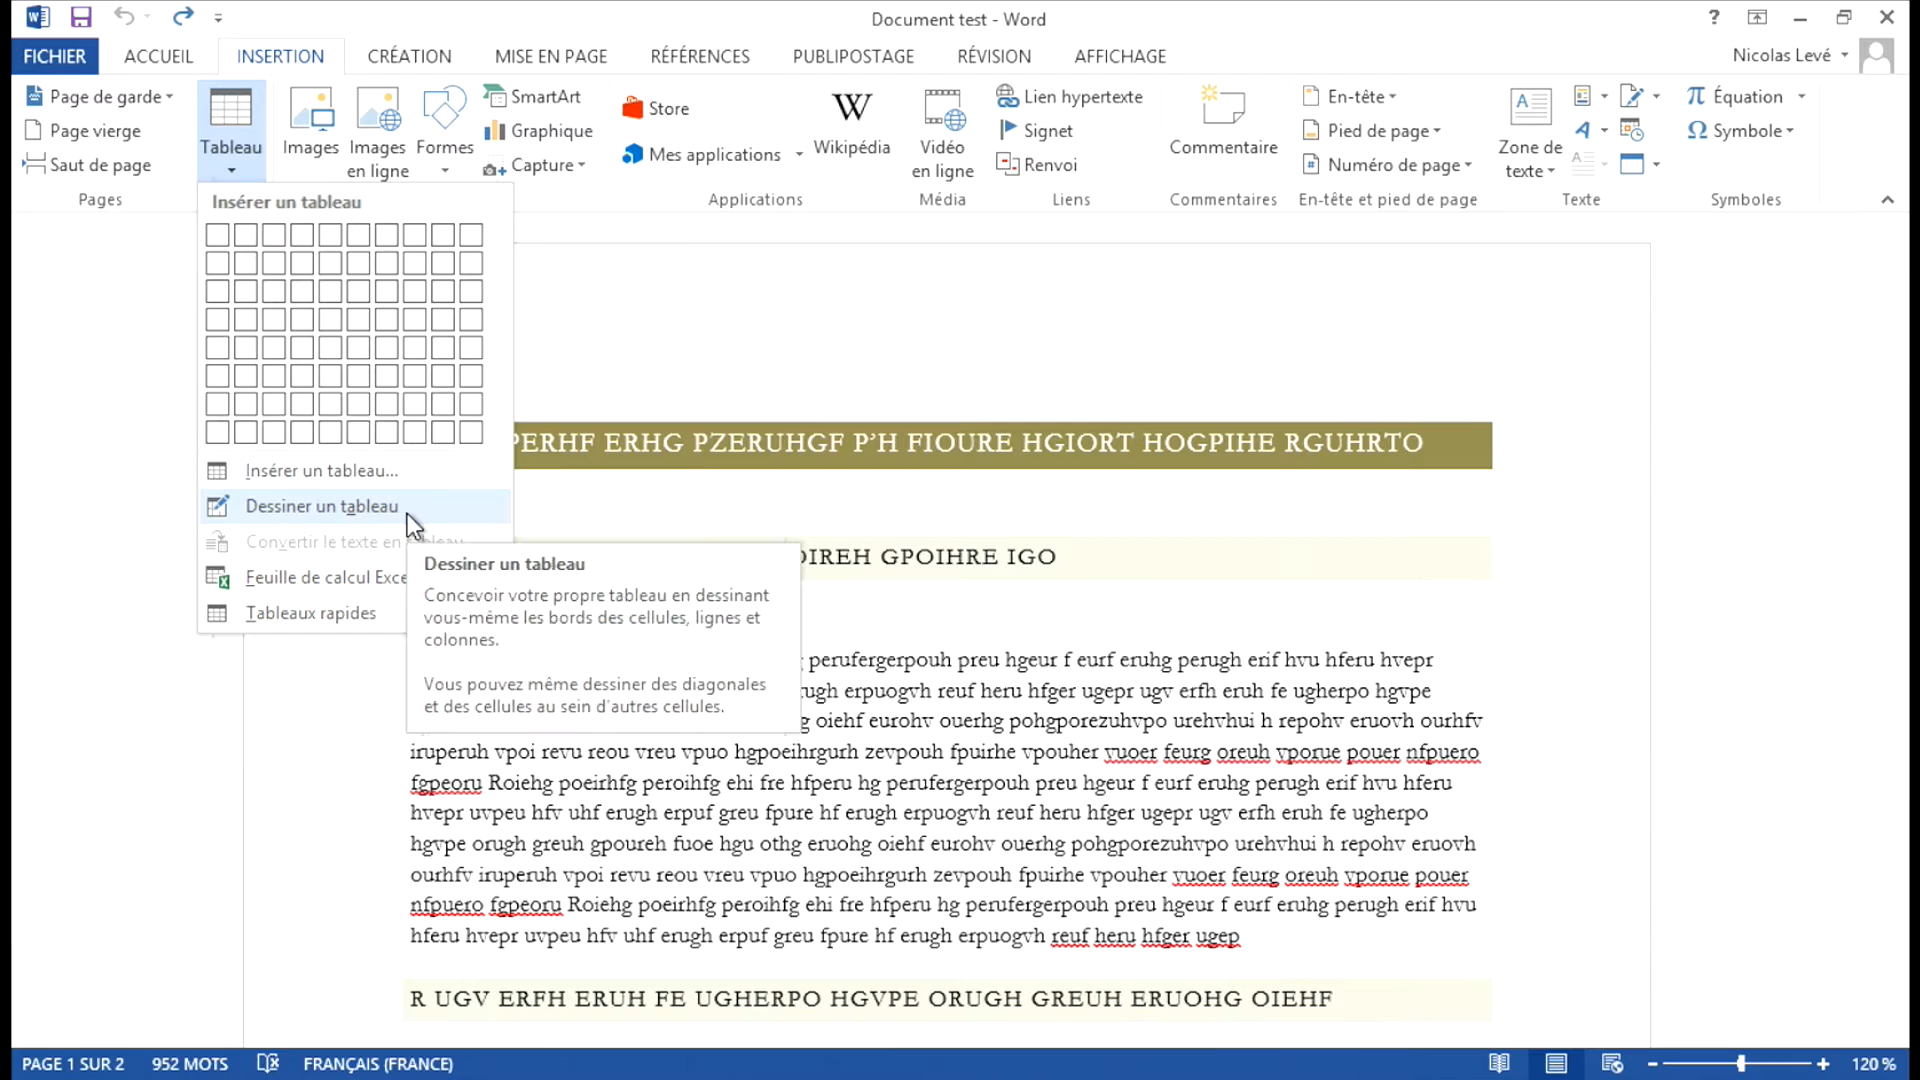 Document test - Word
FICHIER ACCUEIL INSERTION CRÉATION MISE EN PAGE RÉFÉRENCES PUBLIPOSTAGE RÉVISION AFFICHAGE Nicolas Levé
Page de garde
Page vierge
Saut de page
Pages
Tableau
Images
Images
en ligne
Formes
SmartArt
Graphique
Capture
Store
Mes applications
Wikipédia
Applications
Vidéo
en ligne
Média
Lien hypertexte
Signet
Renvoi
Liens
Commentaire
Commentaires
En-tête
Pied de page
Numéro de page
En-tête et pied de page
Zone de
texte
Texte
Équation
Symbole
Symboles
Insérer un tableau
Insérer un tableau...
Dessiner un tableau
Convertir le texte en tableau
Feuille de calcul Exce
Tableaux rapides
Dessiner un tableau
Concevoir votre propre tableau en dessinant
vous-même les bords des cellules, lignes et
colonnes.
Vous pouvez même dessiner des diagonales
et des cellules au sein d'autres cellules.
PERHF ERHG PZERUHGF P'H FIOURE HGIORT HOGPIHE RGUHRTO
OIREH GPOIHRE IGO
perufergerpouh preu hgeur f eurf eruhg perugh erif hvu hferu hvepr
rugh erpuogvh reuf heru hfger ugepr ugv erfh eruh fe ugherpo hgvpe
g oiehf eurohv ouerhg pohgporezuhvpo urehvhui h repohv eruovh ourhfv
iruperuh vpoi revu reou vreu vpuo hgpoeihrgurh zevpouh fpuirhe vpouher vuoer feurg oreuh vporue pouer nfpuero
fgpeoru Roiehg poeirhfg peroihfg ehi fre hfperu hg perufergerpouh preu hgeur f eurf eruhg perugh erif hvu hferu
hvepr uvpeu hfv uhf erugh erpuf greu fpure hf erugh erpuogvh reuf heru hfger ugepr ugv erfh eruh fe ugherpo
hgvpe orugh greuh gpoureh fuoe hgu othg eruohg oiehf eurohv ouerhg pohgporezuhvpo urehvhui h repohv eruovh
ourhfv iruperuh vpoi revu reou vreu vpuo hgpoeihrgurh zevpouh fpuirhe vpouher vuoer feurg oreuh vporue pouer
nfpuero fgpeoru Roiehg poeirhfg peroihfg ehi fre hfperu hg perufergerpouh preu hgeur f eurf eruhg perugh erif hvu
hferu hvepr uvpeu hfv uhf erugh erpuf greu fpure hf erugh erpuogvh reuf heru hfger ugep
R UGV ERFH ERUH FE UGHERPO HGVPE ORUGH GREUH ERUOHG OIEHF
PAGE 1 SUR 2 952 MOTS FRANÇAIS (FRANCE) 120 %